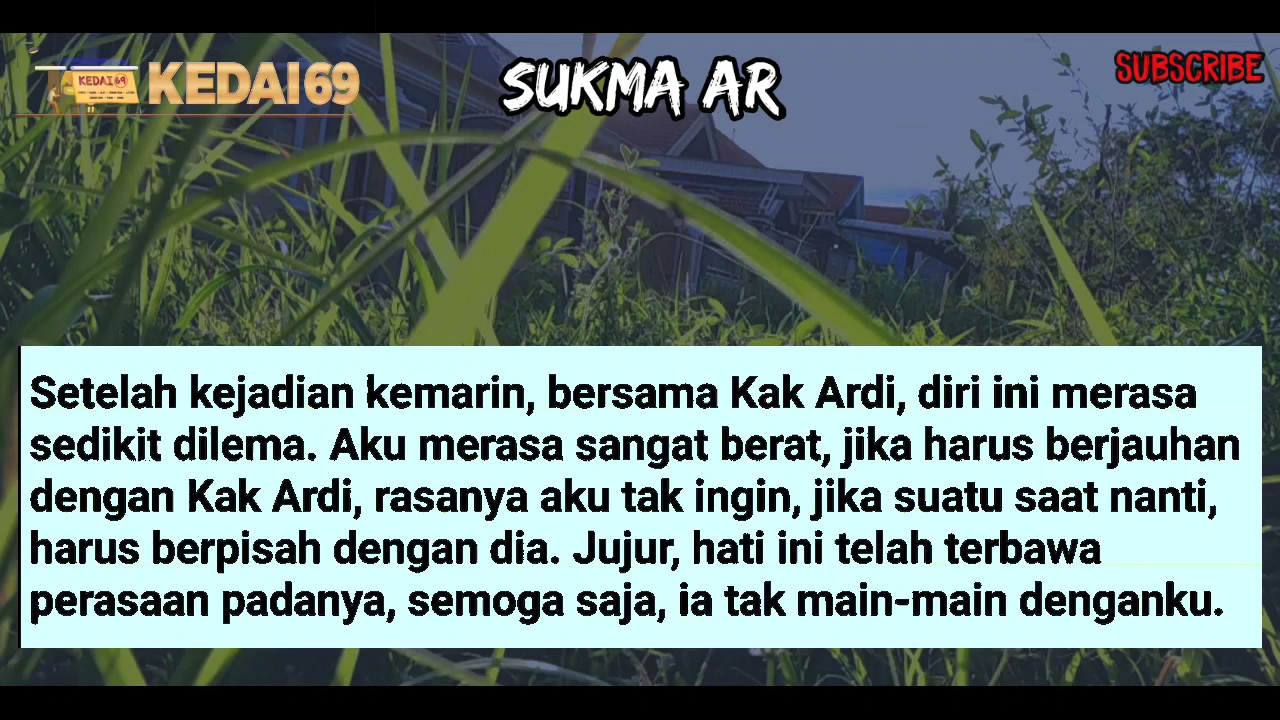 KEDAI69
KEDAI69
SUKMA AR
SUBSCRIBE
Setelah kejadian kemarin, bersama Kak Ardi, diri ini merasa
sedikit dilema. Aku merasa sangat berat, jika harus berjauhan
dengan Kak Ardi, rasanya aku tak ingin, jika suatu saat nanti,
harus berpisah dengan dia. Jujur, hati ini telah terbawa
perasaan padanya, semoga saja, ia tak main-main denganku.